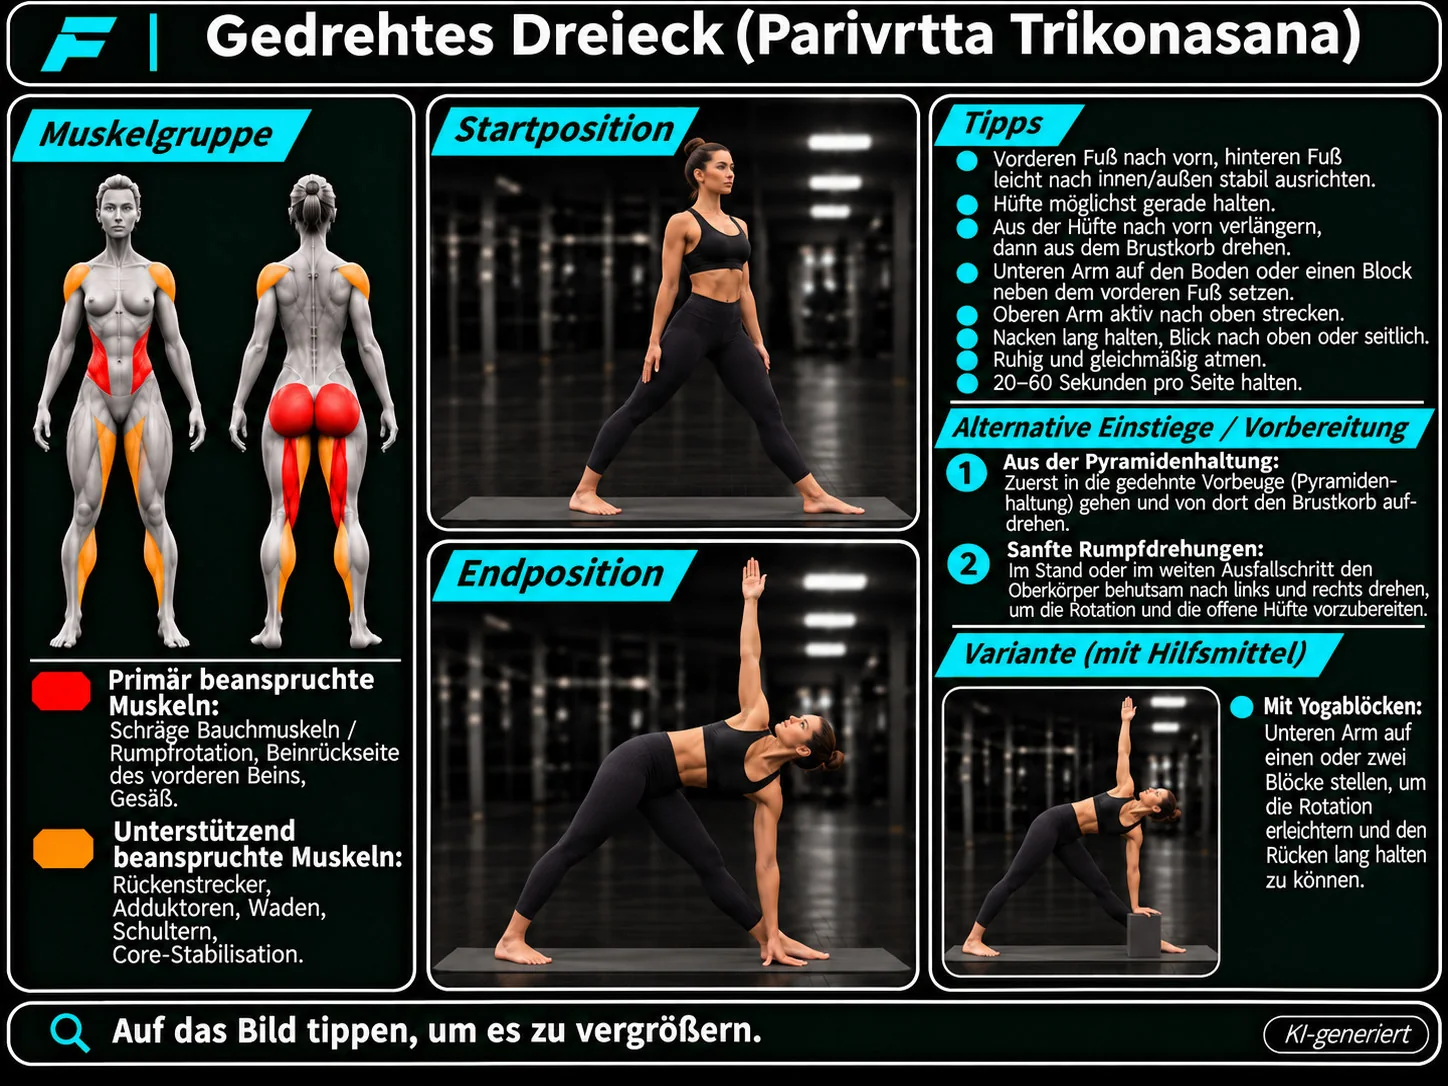 Gedrehtes Dreieck (Parivrtta Trikonasana)
Muskelgruppe
Primär beanspruchte
Muskeln:
Schräge Bauchmuskeln /
Rumpfrotation, Beinrückseite
des vorderen Beins,
Gesäß.
Unterstützend
beanspruchte Muskeln:
Rückenstrecker,
Adduktoren, Waden,
Schultern,
Core-Stabilisation.
Startposition
Endposition
Tipps
Vorderen Fuß nach vorn, hinteren Fuß
leicht nach innen/außen stabil ausrichten.
Hüfte möglichst gerade halten.
Aus der Hüfte nach vorn verlängern,
dann aus dem Brustkorb drehen.
Unteren Arm auf den Boden oder einen Block
neben dem vorderen Fuß setzen.
Oberen Arm aktiv nach oben strecken.
Nacken lang halten, Blick nach oben oder seitlich.
Ruhig und gleichmäßig atmen.
20–60 Sekunden pro Seite halten.
Alternative Einstiege / Vorbereitung
1 Aus der Pyramidenhaltung:
Zuerst in die gedehnte Vorbeuge (Pyramiden-
haltung) gehen und von dort den Brustkorb auf-
drehen.
2 Sanfte Rumpfdrehungen:
Im Stand oder im weiten Ausfallschritt den
Oberkörper behutsam nach links und rechts drehen,
um die Rotation und die offene Hüfte vorzubereiten.
Variante (mit Hilfsmittel)
Mit Yogablöcken:
Unteren Arm auf
einen oder zwei
Blöcke stellen, um
die Rotation
erleichtern und den
Rücken lang halten
zu können.
Auf das Bild tippen, um es zu vergrößern.
KI-generiert